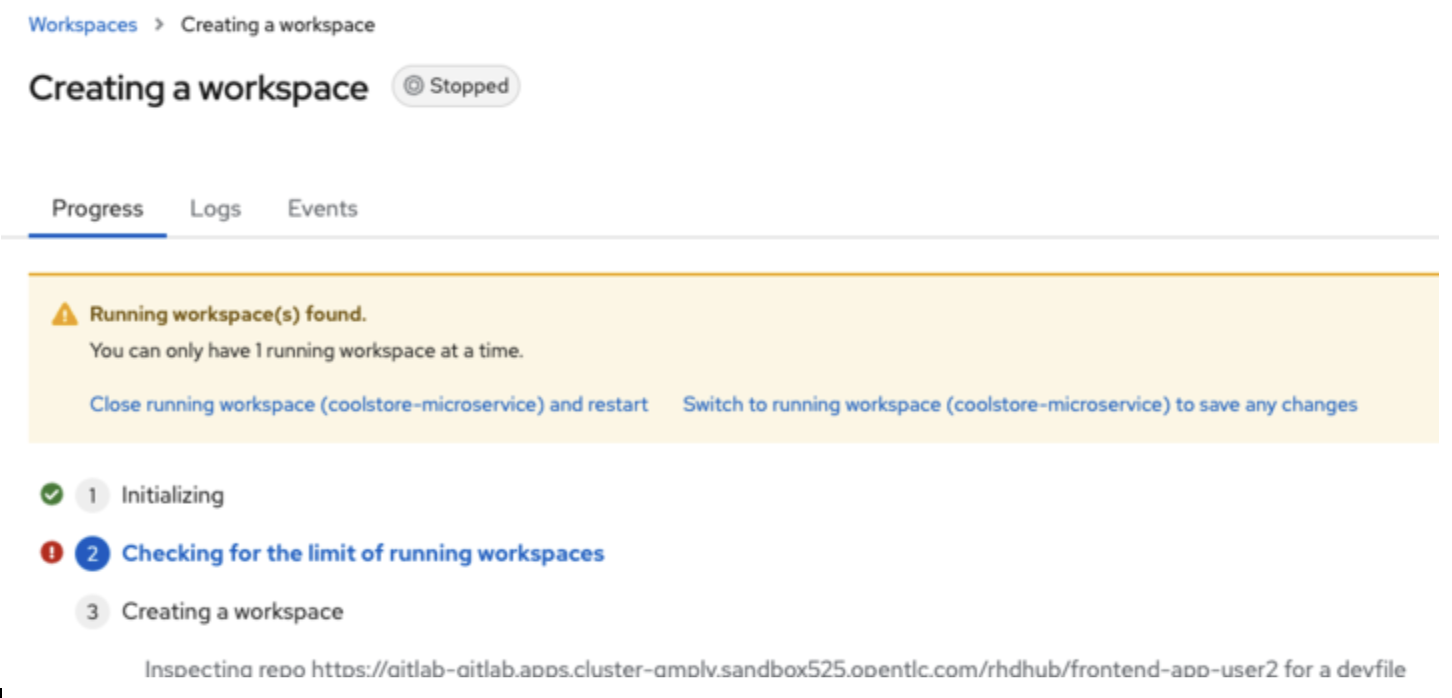 Workspaces > Creating a workspace
Creating a workspace Stopped
Progress Logs Events
Running workspace(s) found.
You can only have 1 running workspace at a time.
Close running workspace (coolstore-microservice) and restart Switch to running workspace (coolstore-microservice) to save any changes
1 Initializing
2 Checking for the limit of running workspaces
3 Creating a workspace
Inspecting repo https://gitlab-gitlab.apps.cluster-gmplv.sandbox525.opentlc.com/rhdhub/frontend-app-user2 for a devfile